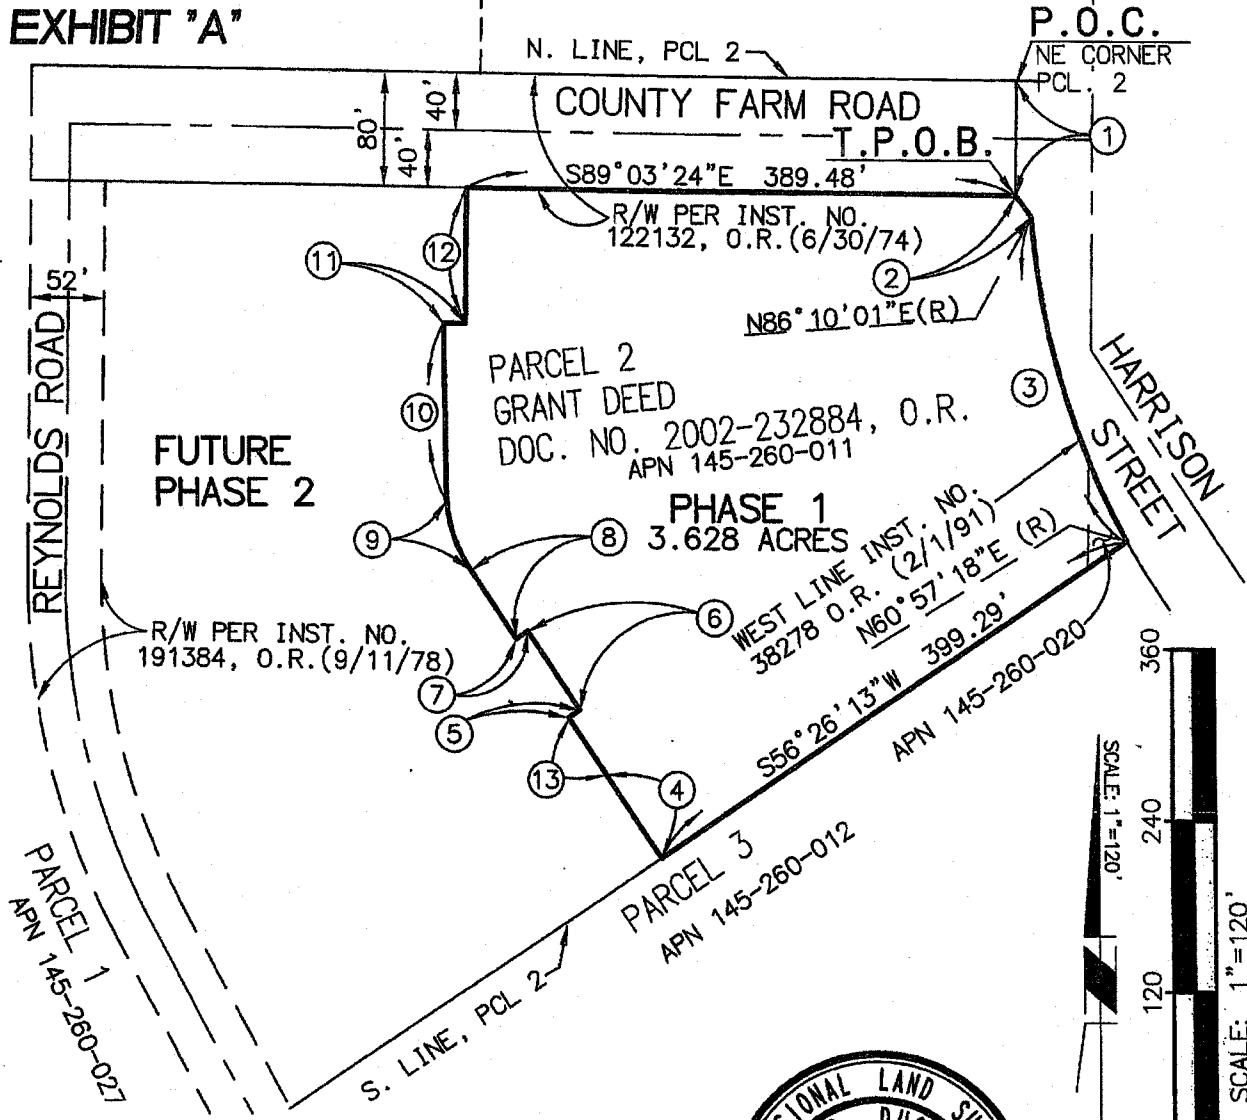 EXHIBIT "A"
P.O.C.
NE CORNER
PCL. 2
N. LINE, PCL 2
COUNTY FARM ROAD
80'
40'
40'
T.P.O.B.
1
S89°03'24"E 389.48'
R/W PER INST. NO.
122132, O.R.(6/30/74)
12
11
2
52'
N86°10'01"E(R)
REYNOLDS ROAD
HARRISON
STREET
PARCEL 2
GRANT DEED
DOC. NO. 2002-232884, O.R.
APN 145-260-011
3
10
FUTURE
PHASE 2
PHASE 1
3.628 ACRES
9
8
WEST LINE INST. NO.
38278 O.R. (2/1/91)
N60°57'18"E (R)
6
R/W PER INST. NO.
191384, O.R.(9/11/78)
7
5
S56°26'13"W 399.29'
APN 145-260-020
13
4
PARCEL 3
APN 145-260-012
PARCEL 1
APN 145-260-027
S. LINE, PCL 2
SCALE: 1"=120'
360
240
120
SCALE: 1"=120'
SIONAL LAND SU